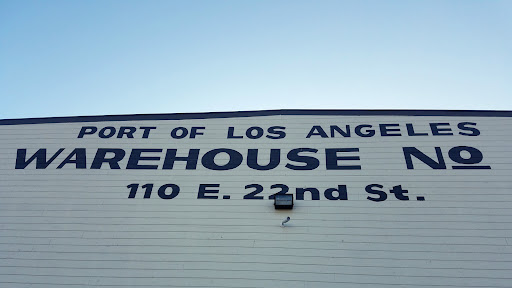 PORT OF LOS ANGELES
WAREHOUSE No
110 E. 22nd St.